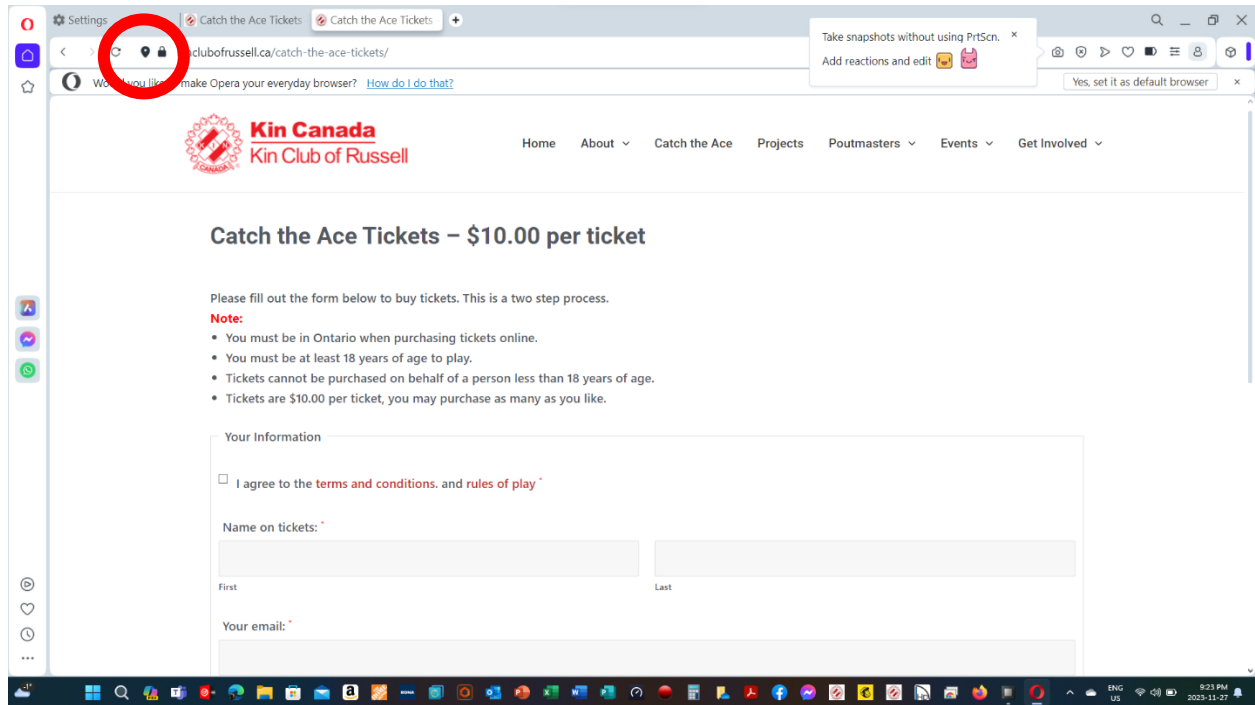 Settings
Catch the Ace Tickets
Catch the Ace Tickets
clubofrussell.ca/catch-the-ace-tickets/
Take snapshots without using PrtScn.
Add reactions and edit
make Opera your everyday browser? How do I do that?
Yes, set it as default browser
Kin Canada
Kin Club of Russell
CANADA
Home About Catch the Ace Projects Poutmasters Events Get Involved
Catch the Ace Tickets – $10.00 per ticket
Please fill out the form below to buy tickets. This is a two step process.
Note:
• You must be in Ontario when purchasing tickets online.
• You must be at least 18 years of age to play.
• Tickets cannot be purchased on behalf of a person less than 18 years of age.
• Tickets are $10.00 per ticket, you may purchase as many as you like.
Your Information
I agree to the terms and conditions. and rules of play *
Name on tickets: *
First Last
Your email: *
-1°
ENG
US
9:23 PM
2023-11-27